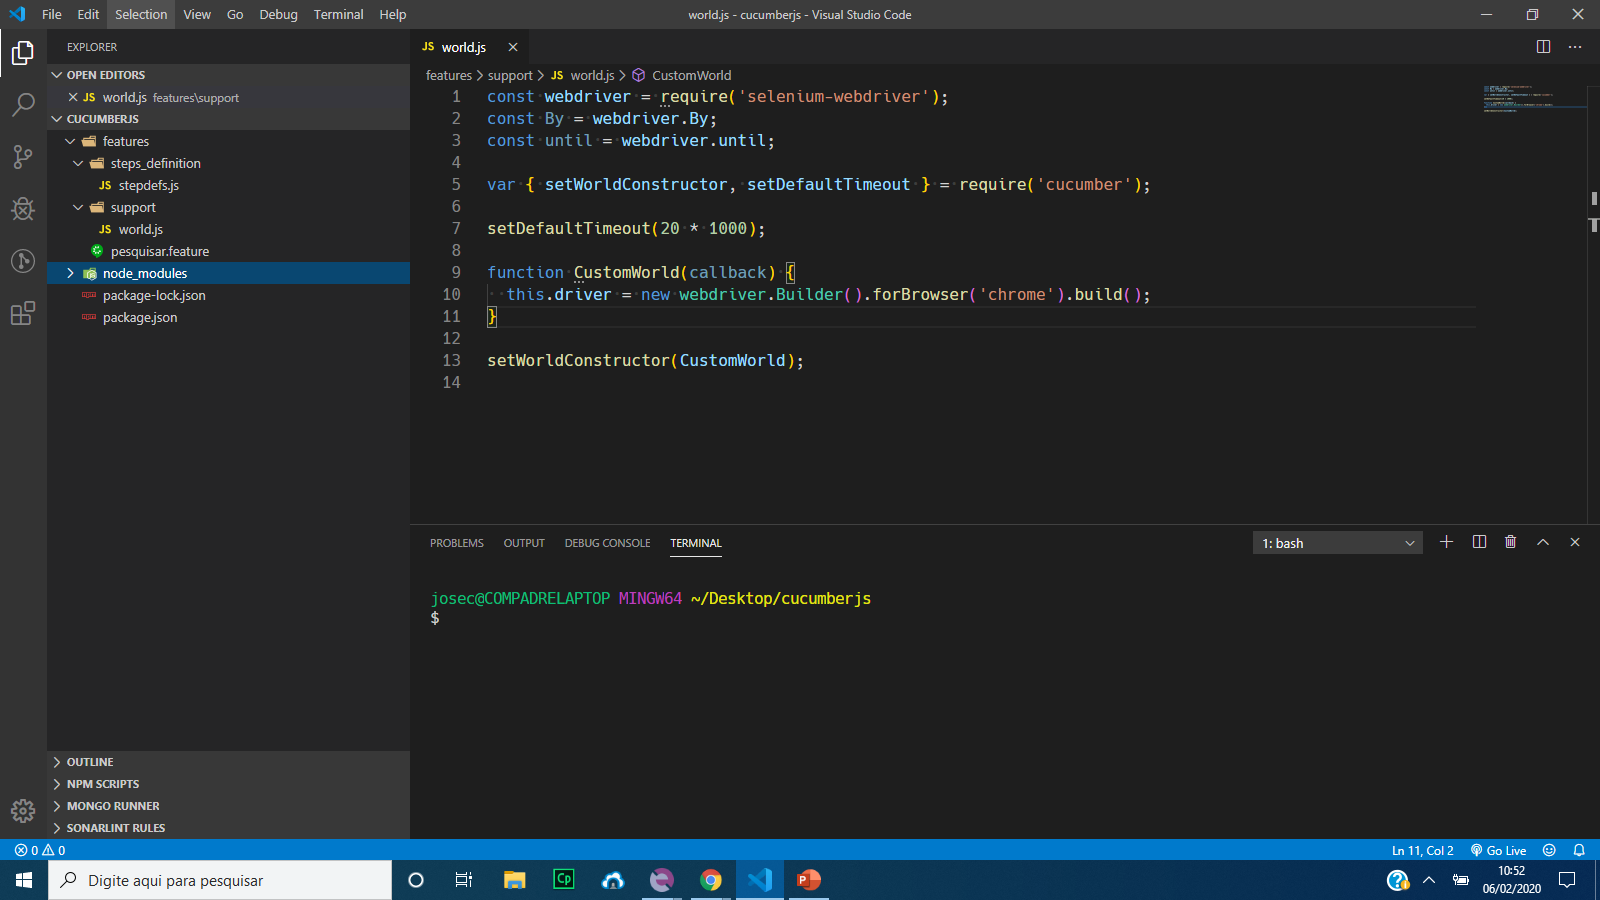 File Edit Selection View Go Debug Terminal Help
world.js - cucumberjs - Visual Studio Code
EXPLORER
OPEN EDITORS
JS world.js features\support
CUCUMBERJS
features
steps_definition
JS stepdefs.js
support
JS world.js
pesquisar.feature
node_modules
package-lock.json
package.json
OUTLINE
NPM SCRIPTS
MONGO RUNNER
SONARLINT RULES
JS world.js
features > support > JS world.js > CustomWorld
1 const webdriver = require('selenium-webdriver');
2 const By = webdriver.By;
3 const until = webdriver.until;
4
5 var { setWorldConstructor, setDefaultTimeout } = require('cucumber');
6
7 setDefaultTimeout(20 * 1000);
8
9 function CustomWorld(callback) {
10 this.driver = new webdriver.Builder().forBrowser('chrome').build();
11 }
12
13 setWorldConstructor(CustomWorld);
14
PROBLEMS OUTPUT DEBUG CONSOLE TERMINAL
1: bash
josec@COMPADRELAPTOP MINGW64 ~/Desktop/cucumberjs
$
0 0
Ln 11, Col 2 Go Live
Digite aqui para pesquisar
Cp
P
10:52
06/02/2020